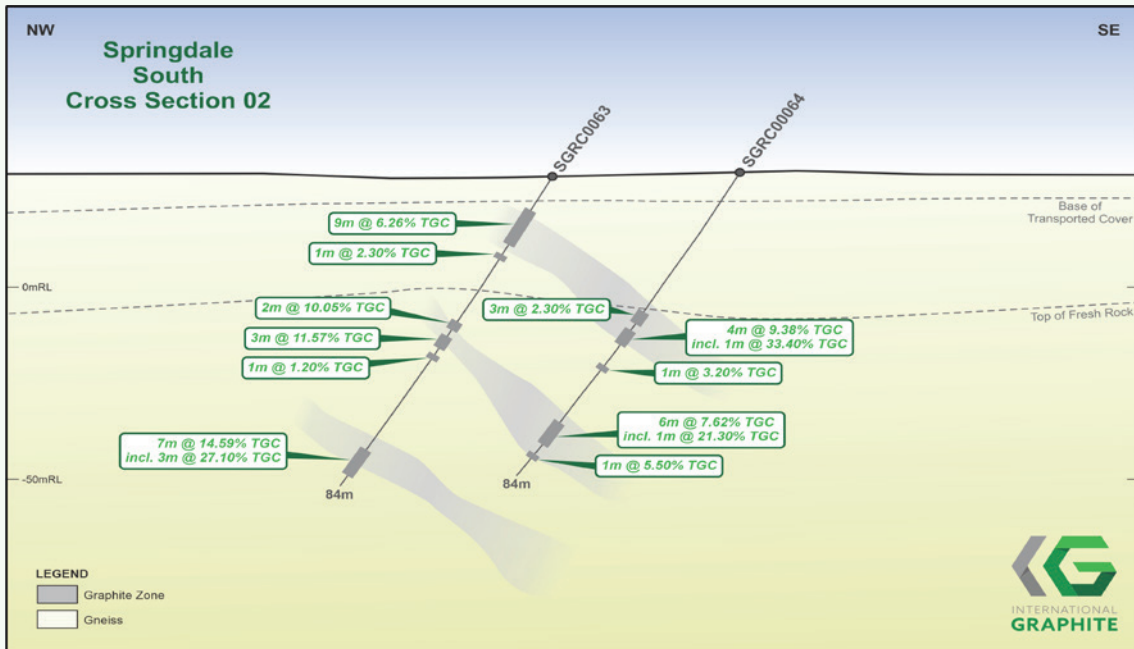 NW
SE
Springdale
South
Cross Section 02
SGRC0063
SGRC00064
Base of
Transported Cover
9m @ 6.26% TGC
1m @ 2.30% TGC
0mRL
2m @ 10.05% TGC
3m @ 2.30% TGC
Top of Fresh Rock
3m @ 11.57% TGC
4m @ 9.38% TGC
incl. 1m @ 33.40% TGC
1m @ 1.20% TGC
1m @ 3.20% TGC
7m @ 14.59% TGC
incl. 3m @ 27.10% TGC
6m @ 7.62% TGC
incl. 1m @ 21.30% TGC
1m @ 5.50% TGC
-50mRL
84m
84m
LEGEND
Graphite Zone
Gneiss
INTERNATIONAL
GRAPHITE